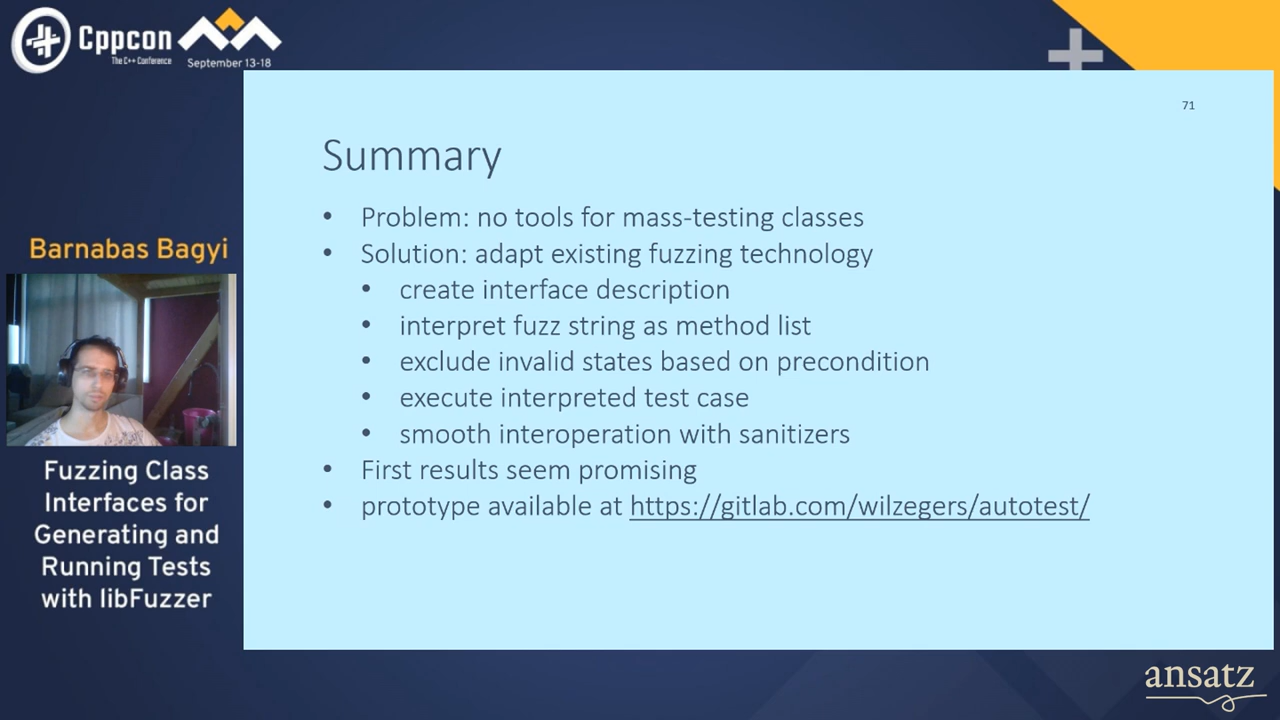 Cppcon
The C++ Conference
September 13-18
71
Summary
• Problem: no tools for mass-testing classes
• Solution: adapt existing fuzzing technology
• create interface description
• interpret fuzz string as method list
• exclude invalid states based on precondition
• execute interpreted test case
• smooth interoperation with sanitizers
• First results seem promising
• prototype available at https://gitlab.com/wilzegers/autotest/
Barnabas Bagyi
Fuzzing Class
Interfaces for
Generating and
Running Tests
with libFuzzer
ansatz